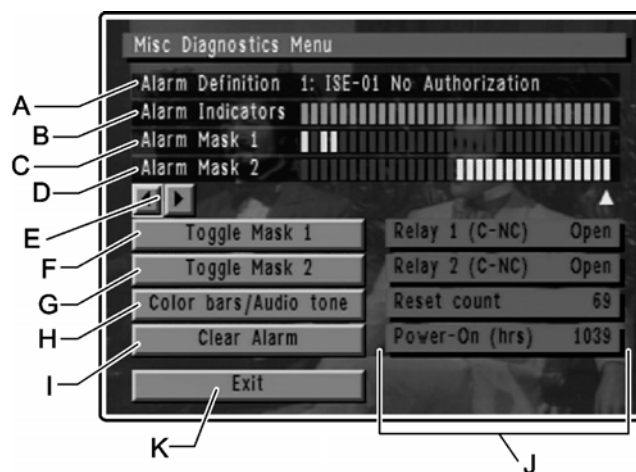 Misc Diagnostics Menu
A Alarm Definition 1: ISE-01 No Authorization
B Alarm Indicators
C Alarm Mask 1
D Alarm Mask 2
E
F Toggle Mask 1 Relay 1 (C-NC) Open
G Toggle Mask 2 Relay 2 (C-NC) Open
H Color bars/Audio tone Reset count 69
I Clear Alarm Power-On (hrs) 1039
K Exit
J